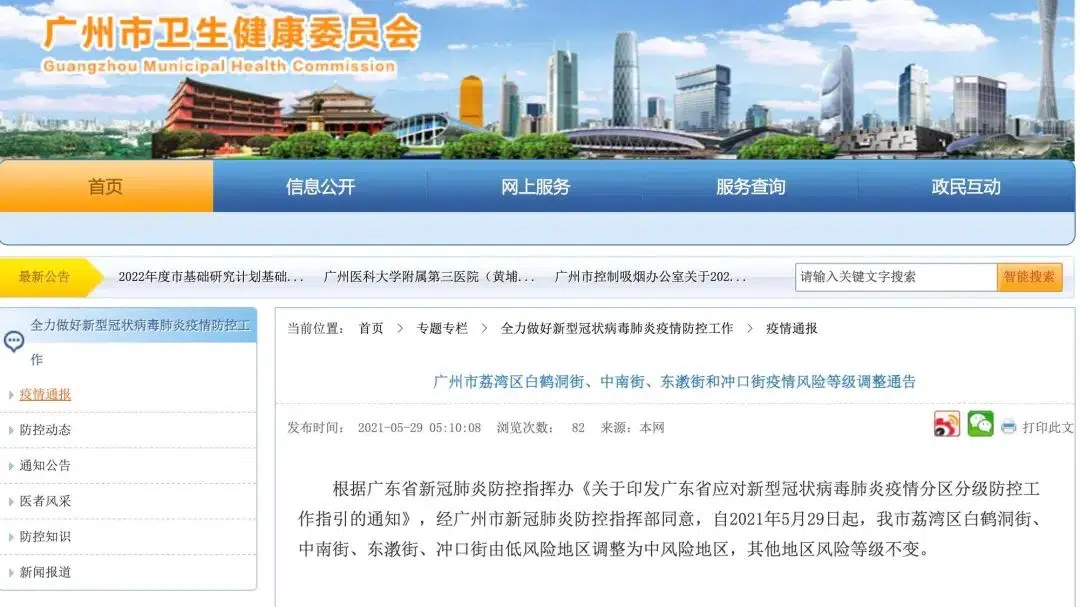 广州市卫生健康委员会
Guangzhou Municipal Health Commission
首页 信息公开 网上服务 服务查询 政民互动
最新公告 2022年度市基础研究计划基础... 广州医科大学附属第三医院（黄埔... 广州市控制吸烟办公室关于202... 请输入关键文字搜索 智能搜索
全力做好新型冠状病毒肺炎疫情防控工
作
疫情通报
防控动态
通知公告
医者风采
防控知识
新闻报道
当前位置： 首页 > 专题专栏 > 全力做好新型冠状病毒肺炎疫情防控工作 > 疫情通报
广州市荔湾区白鹤洞街、中南街、东漖街和冲口街疫情风险等级调整通告
发布时间： 2021-05-29 05:10:08 浏览次数： 82 来源：本网 打印此文
根据广东省新冠肺炎防控指挥办《关于印发广东省应对新型冠状病毒肺炎疫情分区分级防控工
作指引的通知》，经广州市新冠肺炎防控指挥部同意，自2021年5月29日起，我市荔湾区白鹤洞街、
中南街、东漖街、冲口街由低风险地区调整为中风险地区，其他地区风险等级不变。